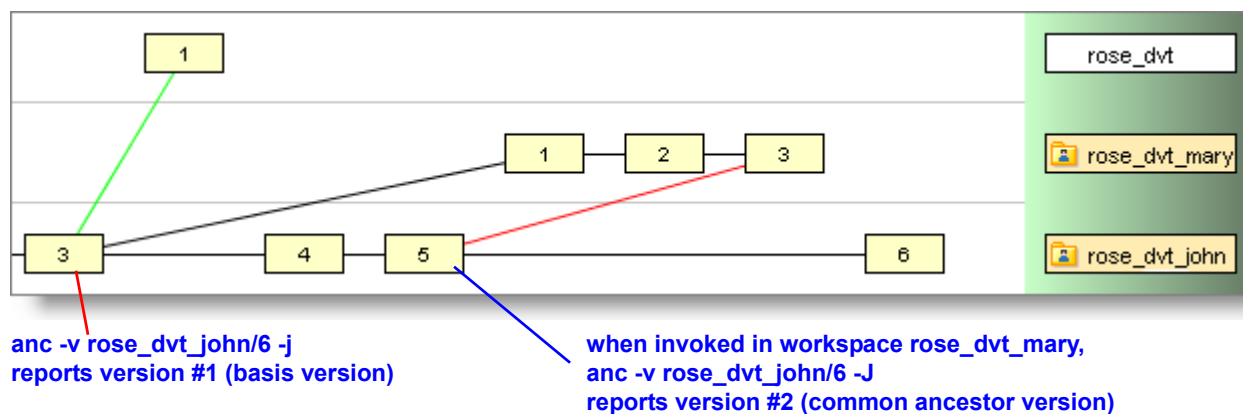 1
rose_dvt
1 2 3
rose_dvt_mary
3 4 5 6
rose_dvt_john
anc -v rose_dvt_john/6 -j
reports version #1 (basis version)
when invoked in workspace rose_dvt_mary,
anc -v rose_dvt_john/6 -J
reports version #2 (common ancestor version)